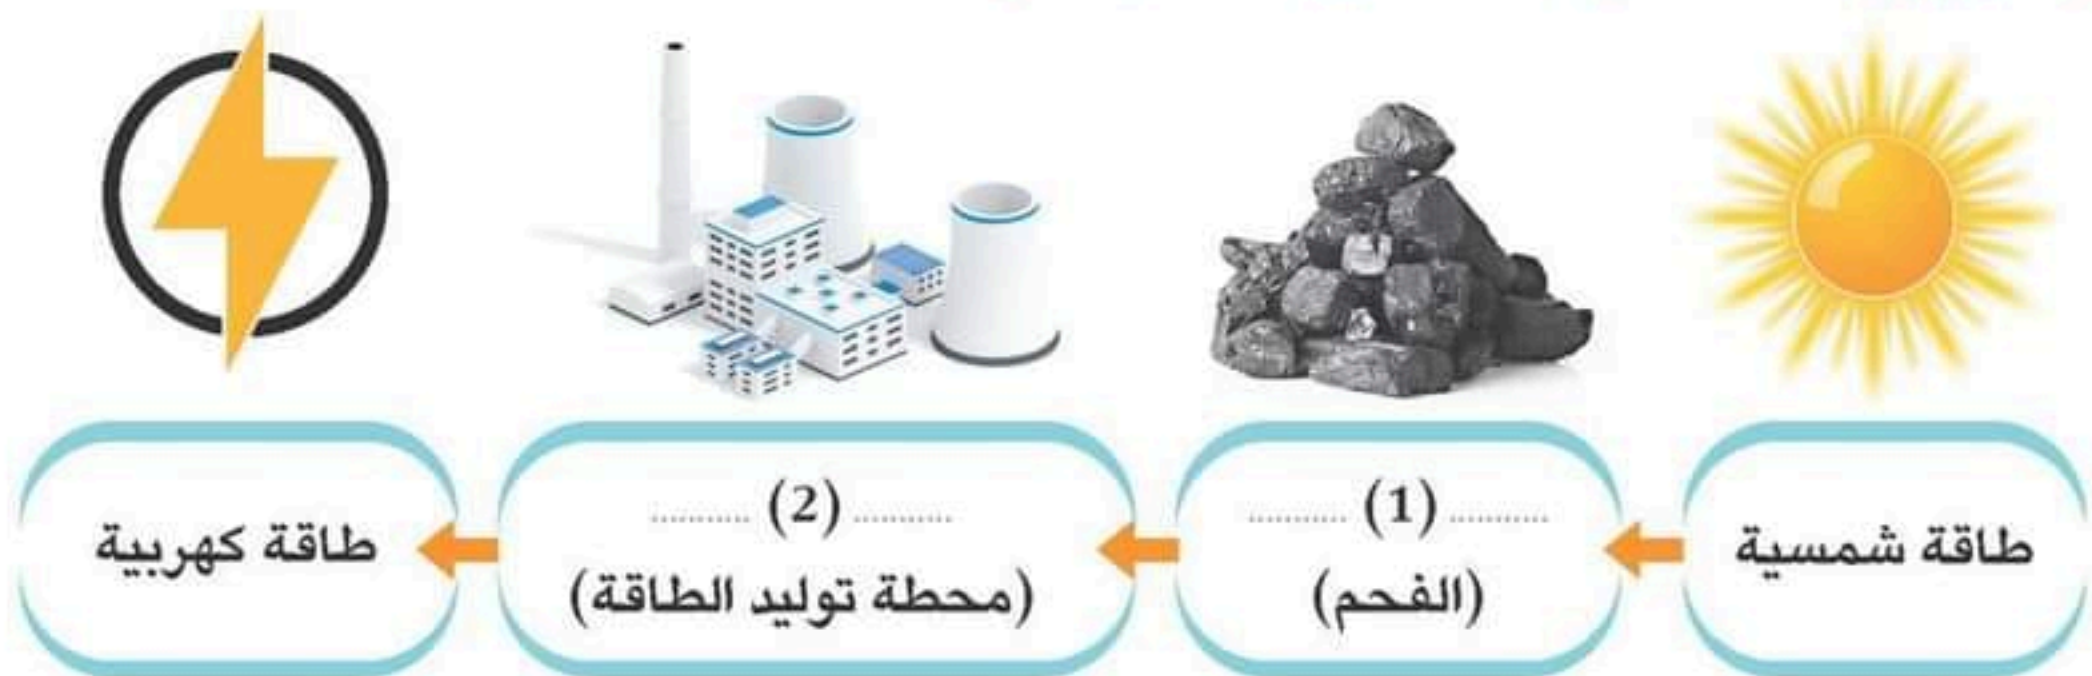 طاقة شمسية
.......... (1) ..........
(الفحم)
.......... (2) ..........
(محطة توليد الطاقة)
طاقة كهربية